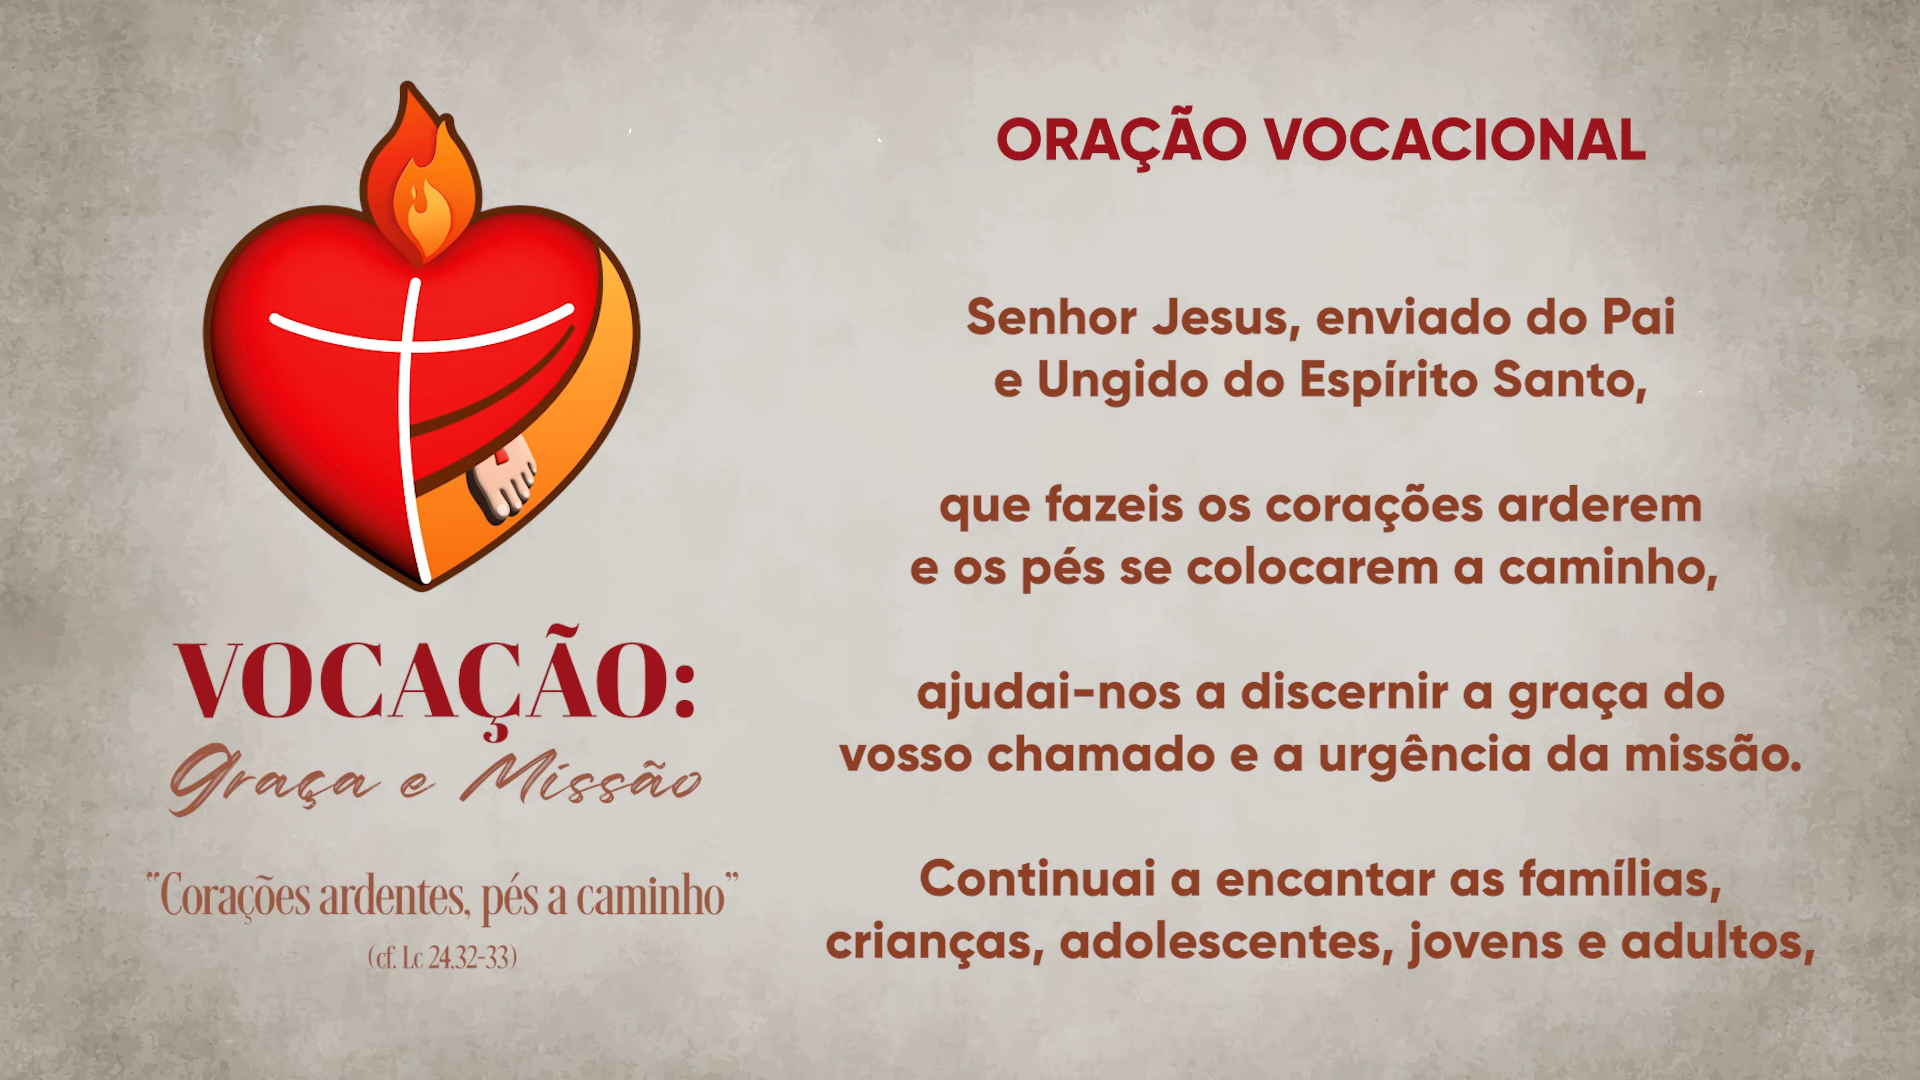 VOCAÇÃO:
Graça e Missão
“Corações ardentes, pés a caminho”
(cf. Lc 24,32-33)
ORAÇÃO VOCACIONAL
Senhor Jesus, enviado do Pai
e Ungido do Espírito Santo,
que fazeis os corações arderem
e os pés se colocarem a caminho,
ajudai-nos a discernir a graça do
vosso chamado e a urgência da missão.
Continuai a encantar as famílias,
crianças, adolescentes, jovens e adultos,